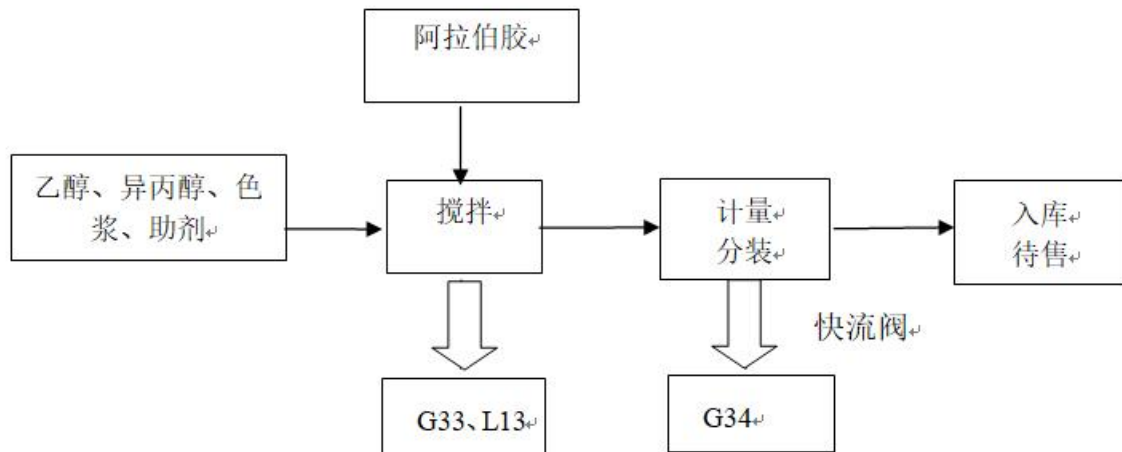 阿拉伯胶
乙醇、异丙醇、色
浆、助剂
搅拌
计量
分装
入库
待售
快流阀
G33、L13
G34